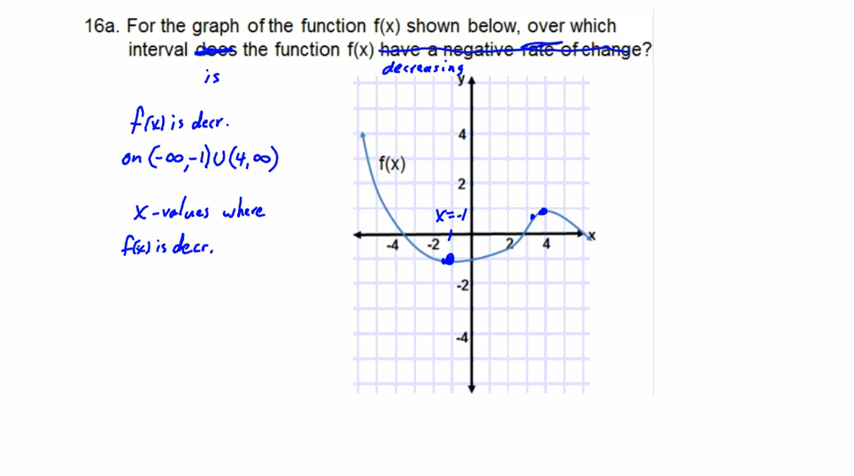 16a. For the graph of the function f(x) shown below, over which
interval does the function f(x) have a negative rate of change?
is
decreasing
y
f(x) is decr.
on (-∞,-1)∪(4,∞)
4
f(x)
2
x-values where
x=-1
f(x) is decr.
-4 -2 2 4 x
-2
-4